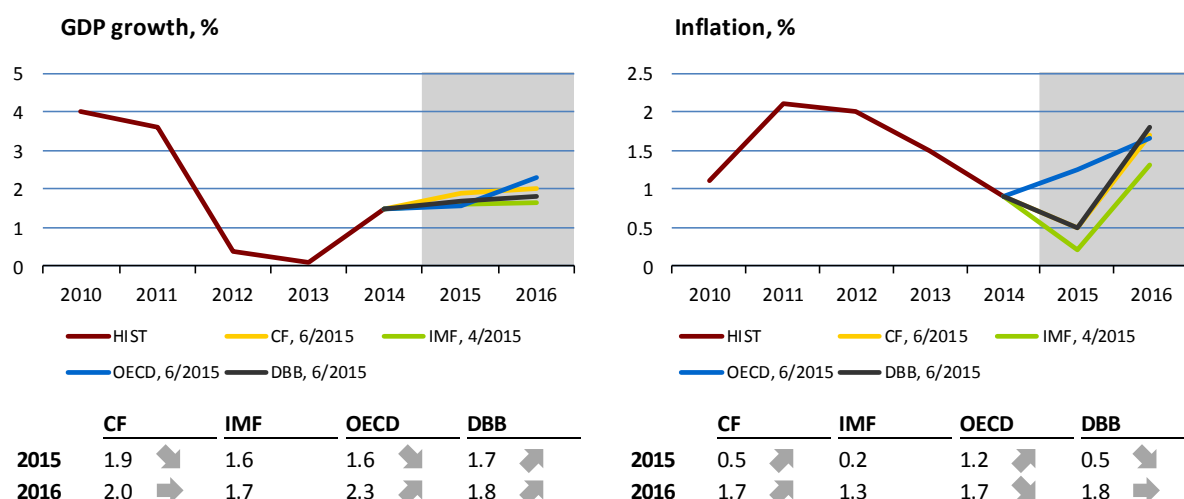 GDP growth, %
5
4
3
2
1
0
2010 2011 2012 2013 2014 2015 2016
HIST CF, 6/2015 IMF, 4/2015
OECD, 6/2015 DBB, 6/2015
CF IMF OECD DBB
2015 1.9 1.6 1.6 1.7
2016 2.0 1.7 2.3 1.8
Inflation, %
2.5
2
1.5
1
0.5
0
2010 2011 2012 2013 2014 2015 2016
HIST CF, 6/2015 IMF, 4/2015
OECD, 6/2015 DBB, 6/2015
CF IMF OECD DBB
2015 0.5 0.2 1.2 0.5
2016 1.7 1.3 1.7 1.8